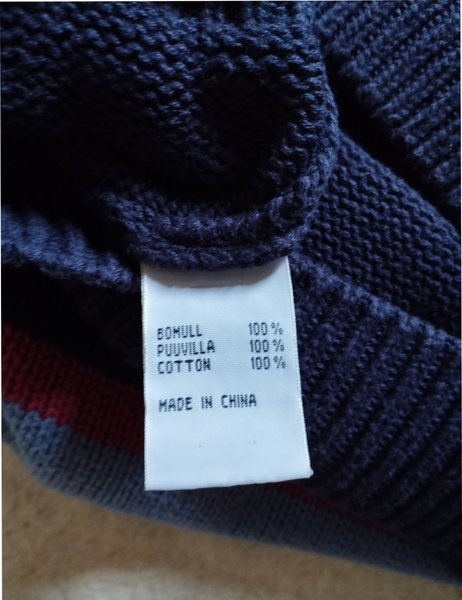 BOMULL 100%
PUUVILLA 100%
COTTON 100%
MADE IN CHINA